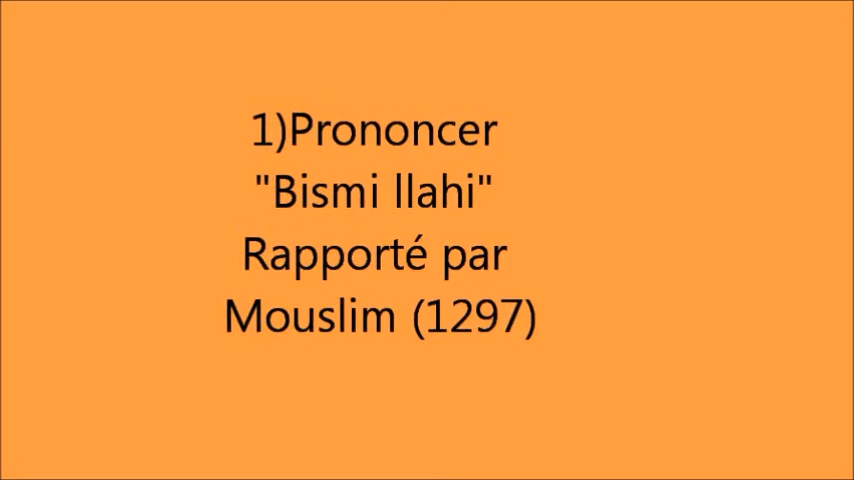 1)Prononcer
"Bismi llahi"
Rapporté par
Mouslim (1297)